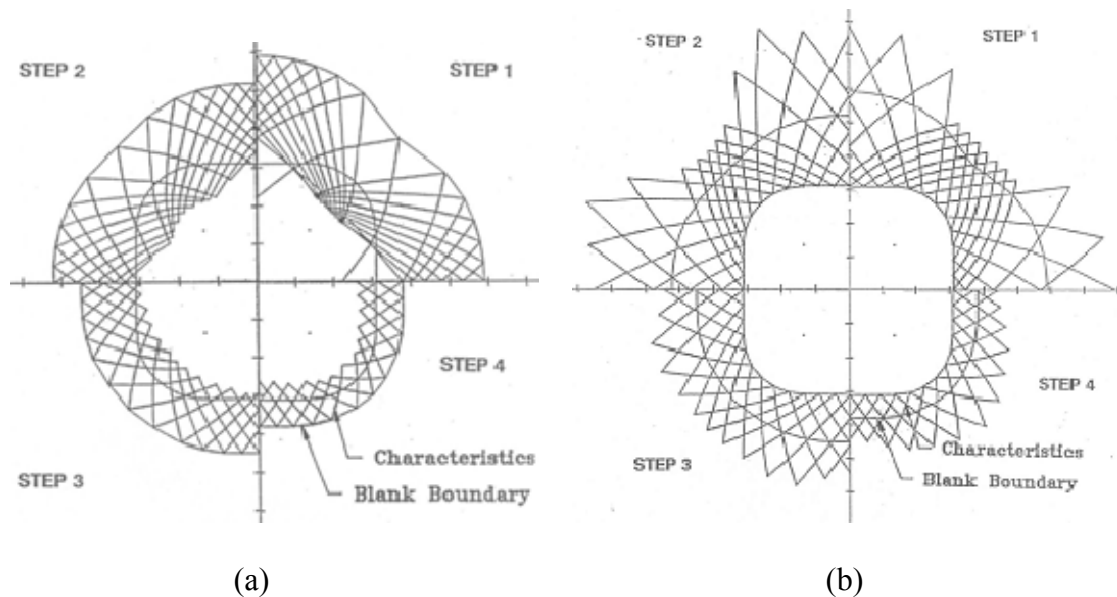 STEP 2
STEP 1
STEP 4
STEP 3
Characteristics
Blank Boundary
(a)
STEP 2
STEP 1
STEP 4
STEP 3
Characteristics
Blank Boundary
(b)